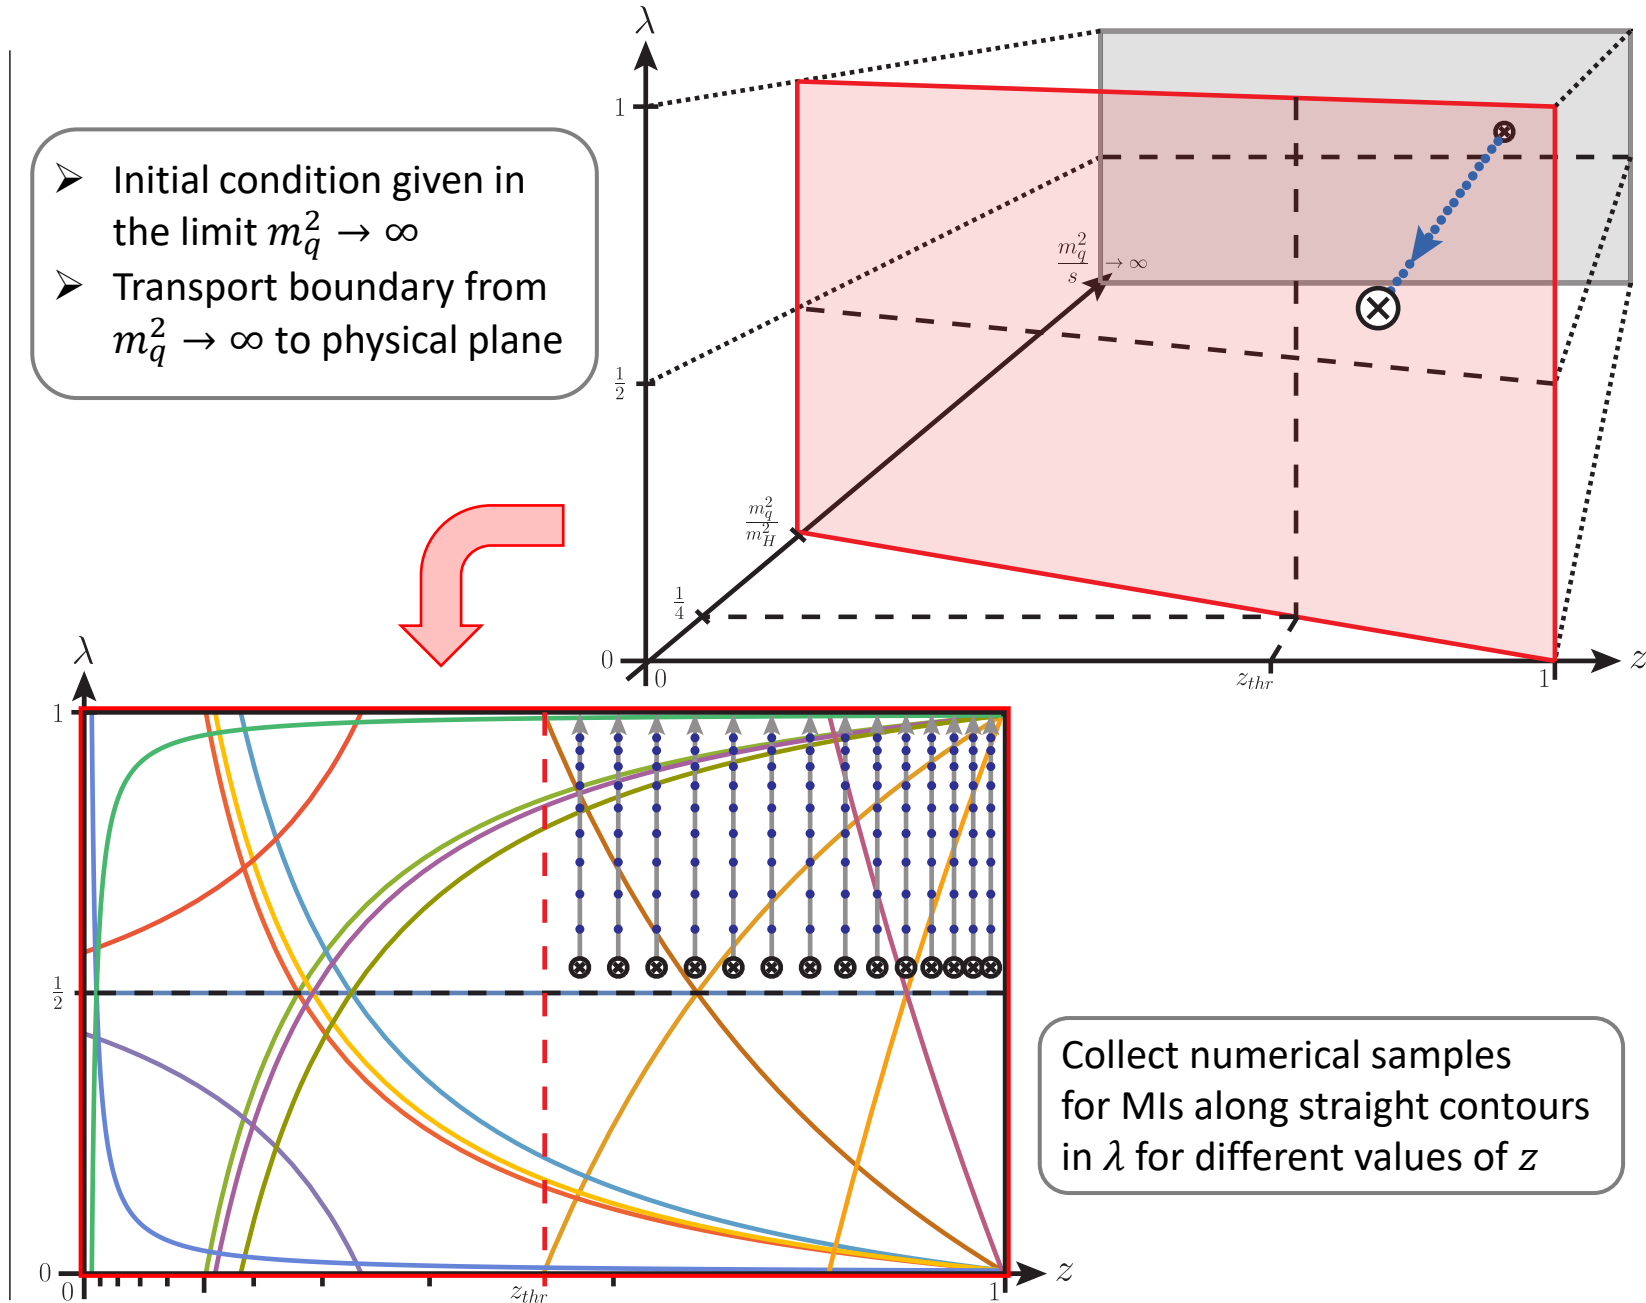 λ
1
➢ Initial condition given in
the limit m_q^2 → ∞
➢ Transport boundary from
m_q^2 → ∞ to physical plane
m_q^2/s → ∞
1/2
m_q^2/m_H^2
1/4
0
0
z_thr
1
z
λ
1
1/2
0
0
z_thr
1
z
Collect numerical samples
for MIs along straight contours
in λ for different values of z